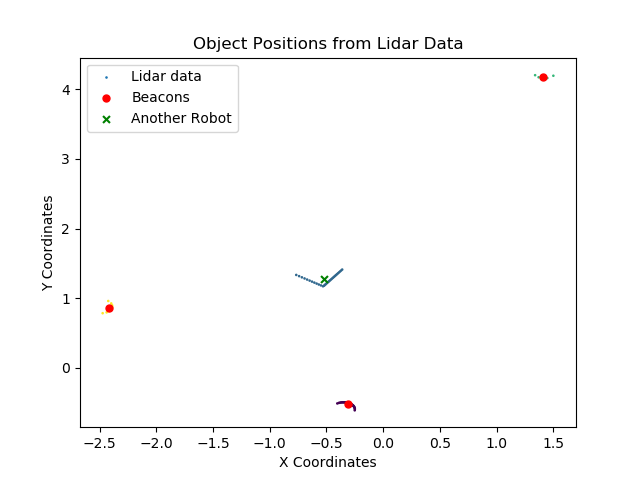 Object Positions from Lidar Data
Lidar data
Beacons
Another Robot
Y Coordinates
4
3
2
1
0
−2.5 −2.0 −1.5 −1.0 −0.5 0.0 0.5 1.0 1.5
X Coordinates